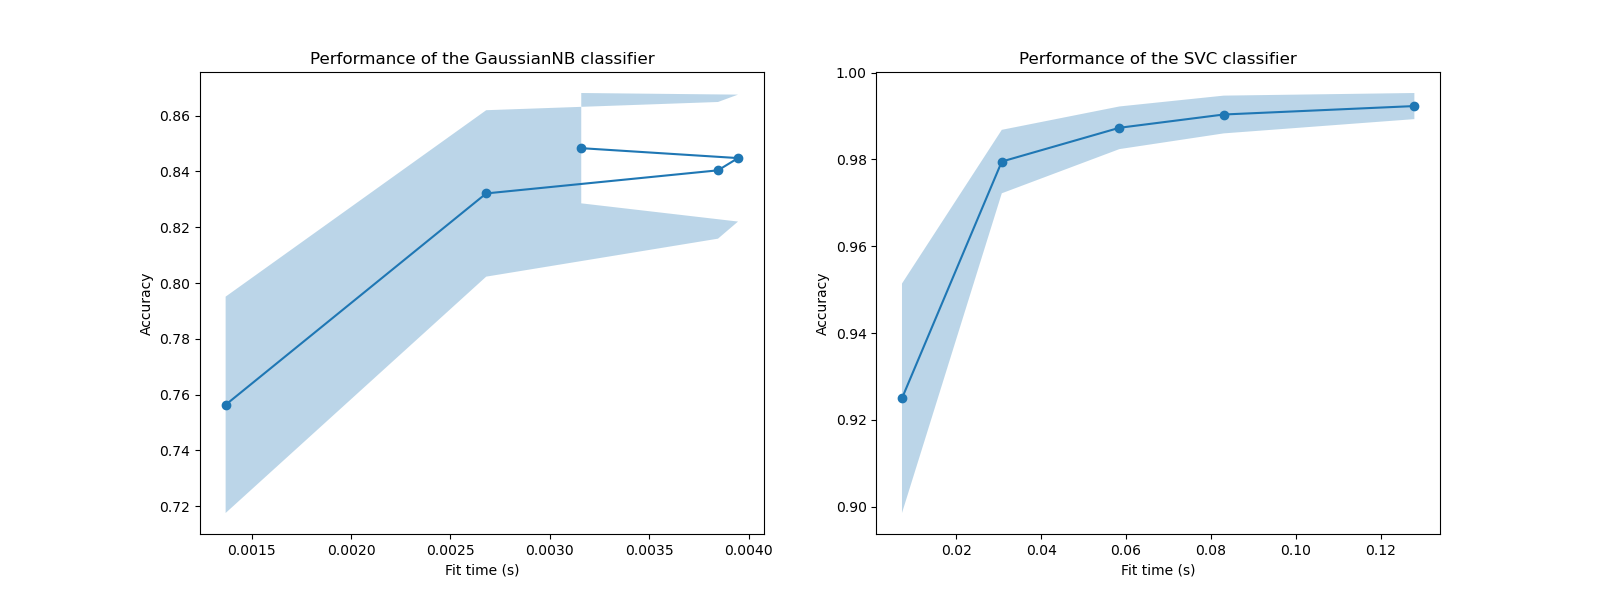 Performance of the GaussianNB classifier
0.86
0.84
0.82
0.80
0.78
0.76
0.74
0.72
Accuracy
0.0015 0.0020 0.0025 0.0030 0.0035 0.0040
Fit time (s)
Performance of the SVC classifier
1.00
0.98
0.96
0.94
0.92
0.90
Accuracy
0.02 0.04 0.06 0.08 0.10 0.12
Fit time (s)